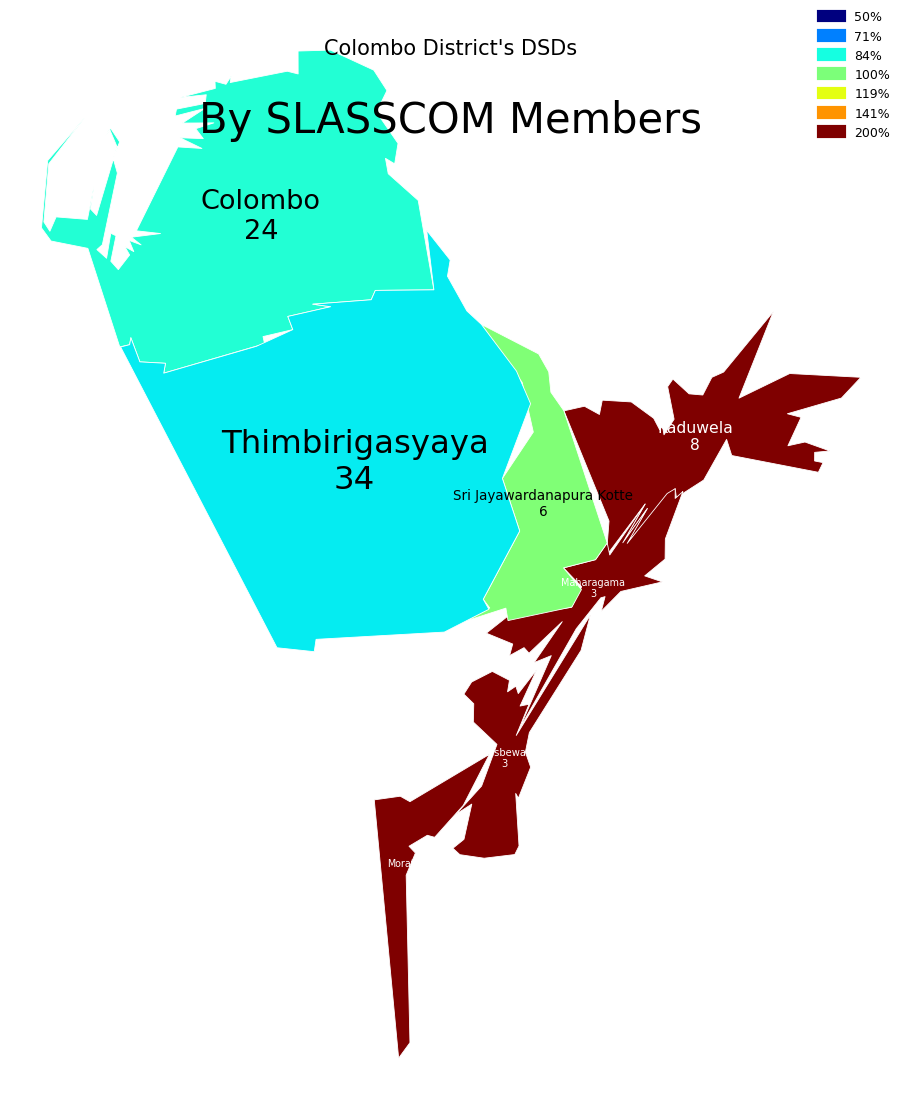 Colombo District's DSDs
By SLASSCOM Members
50%
71%
84%
100%
119%
141%
200%
Colombo
24
Thimbirigasyaya
34
Sri Jayawardanapura Kotte
6
8
Maharagama
3
3